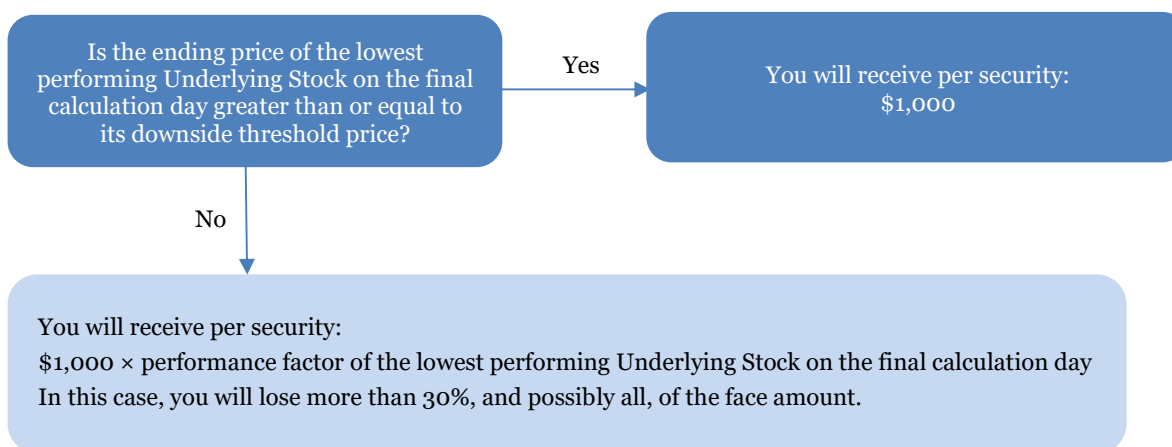 Is the ending price of the lowest
performing Underlying Stock on the final
calculation day greater than or equal to
its downside threshold price?
Yes
You will receive per security:
$1,000
No
You will receive per security:
$1,000 × performance factor of the lowest performing Underlying Stock on the final calculation day
In this case, you will lose more than 30%, and possibly all, of the face amount.